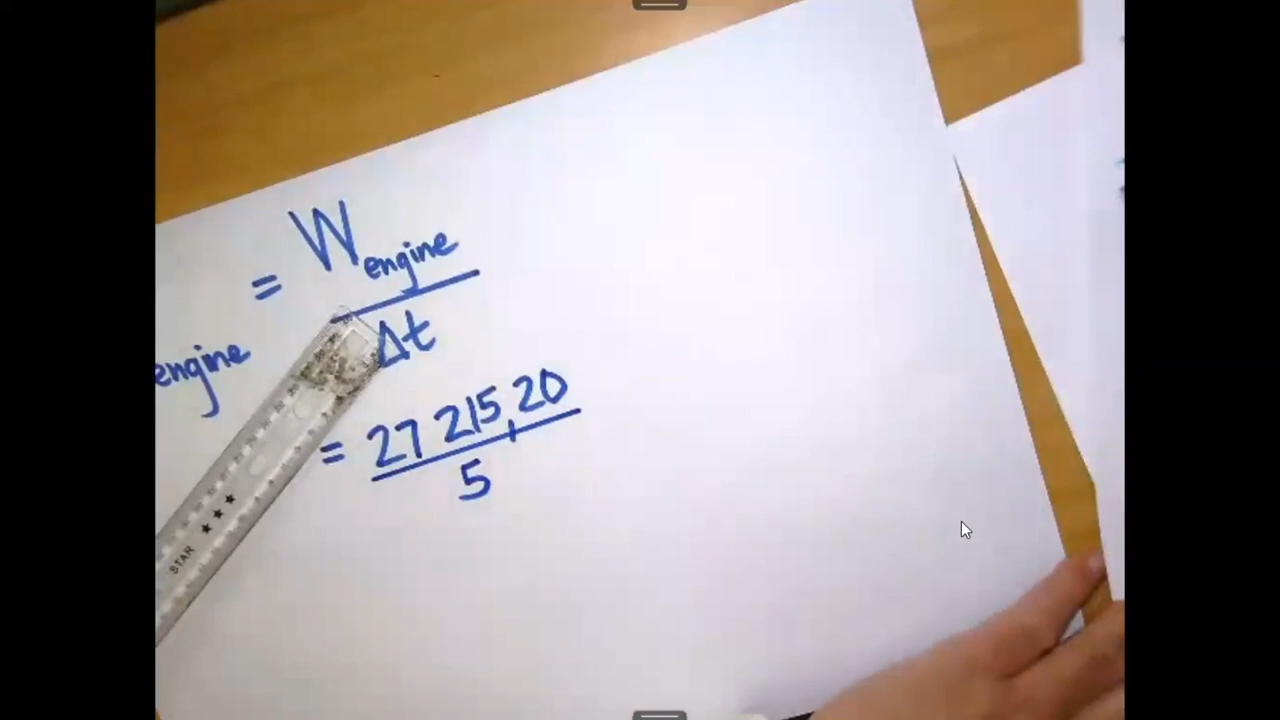 = W engine
engine
Δt
= 27 215,20
5
STAR ★★★